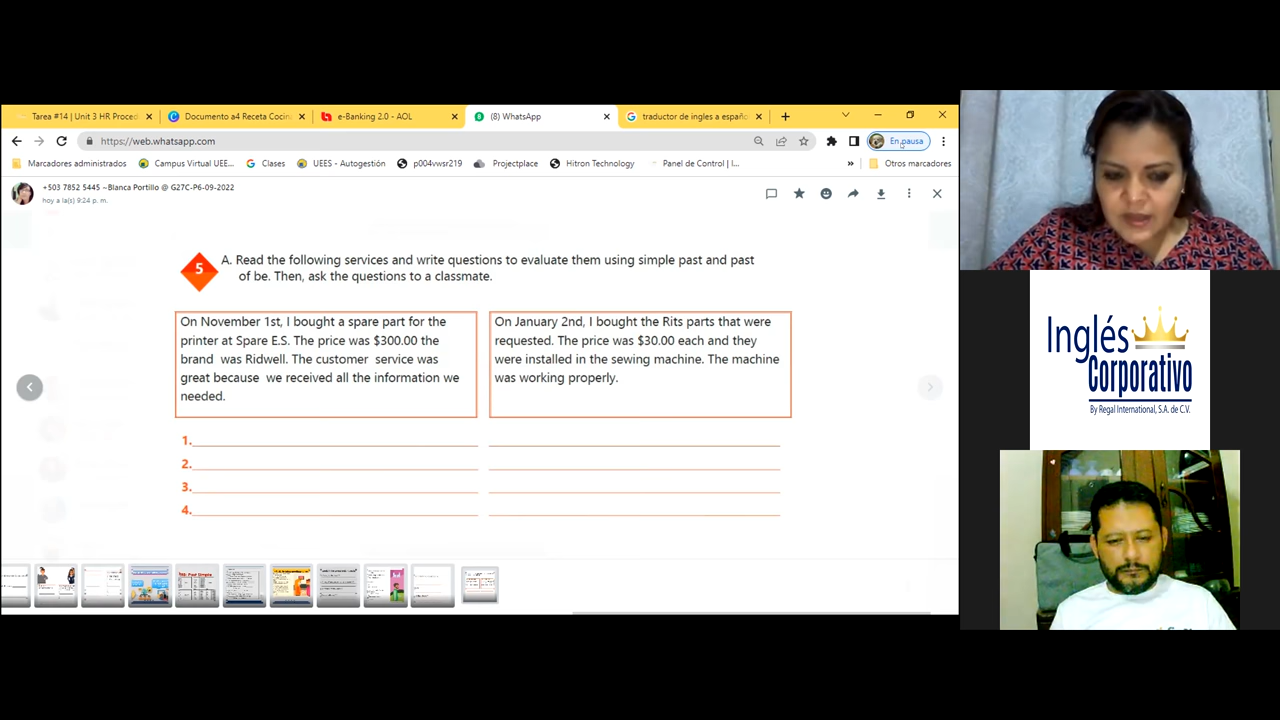 Tarea #14 | Unit 3 HR Proced
Documento a4 Receta Cocin
e-Banking 2.0 - AOL
(8) WhatsApp
traductor de ingles a españo
https://web.whatsapp.com
En pausa
Marcadores administrados
Campus Virtual UEE...
Clases
UEES - Autogestión
p004vwsr219
Projectplace
Hitron Technology
Panel de Control | I...
»
Otros marcadores
+503 7852 5445 ~Blanca Portillo @ G27C-P6-09-2022
hoy a la(s) 9:24 p. m.
5
A. Read the following services and write questions to evaluate them using simple past and past
of be. Then, ask the questions to a classmate.
On November 1st, I bought a spare part for the
printer at Spare E.S. The price was $300.00 the
brand was Ridwell. The customer service was
great because we received all the information we
needed.
On January 2nd, I bought the Rits parts that were
requested. The price was $30.00 each and they
were installed in the sewing machine. The machine
was working properly.
1.
2.
3.
4.
Inglés
Corporativo
By Regal International, S.A. de C.V.